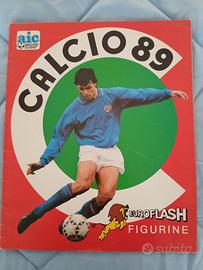 aic
CALCIO 89
EUROFLASH
FIGURINE
subito